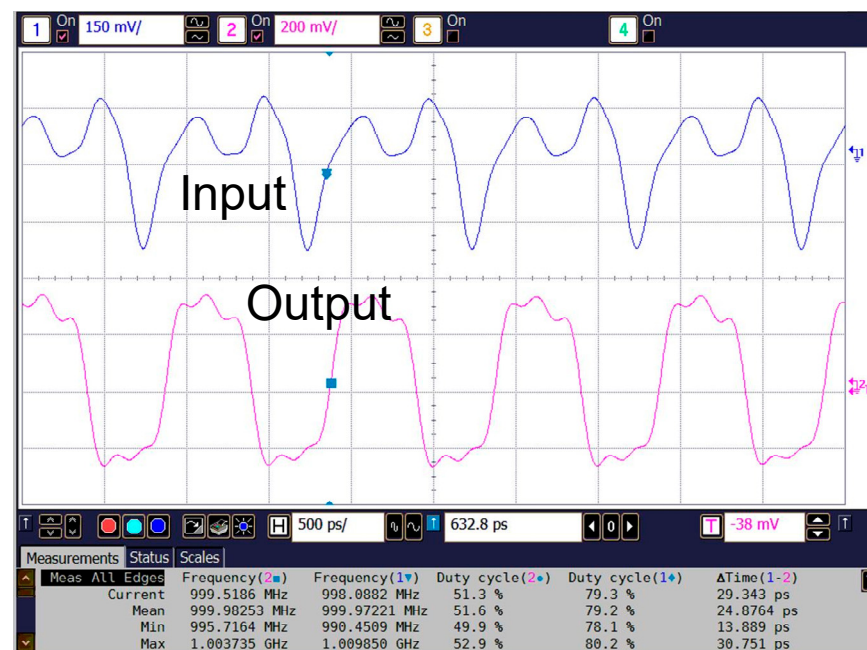 1 On 150 mV/ 2 On 200 mV/ 3 On 4 On
1
Input
Output
2
H 500 ps/ 632.8 ps 0 T -38 mV
Measurements Status Scales
Meas All Edges Frequency(2■) Frequency(1▼) Duty cycle(2●) Duty cycle(1♦) ΔTime(1-2)
Current 999.5186 MHz 998.0882 MHz 51.3 % 79.3 % 29.343 ps
Mean 999.98253 MHz 999.97221 MHz 51.6 % 79.2 % 24.8764 ps
Min 995.7164 MHz 990.4509 MHz 49.9 % 78.1 % 13.889 ps
Max 1.003735 GHz 1.009850 GHz 52.9 % 80.2 % 30.751 ps